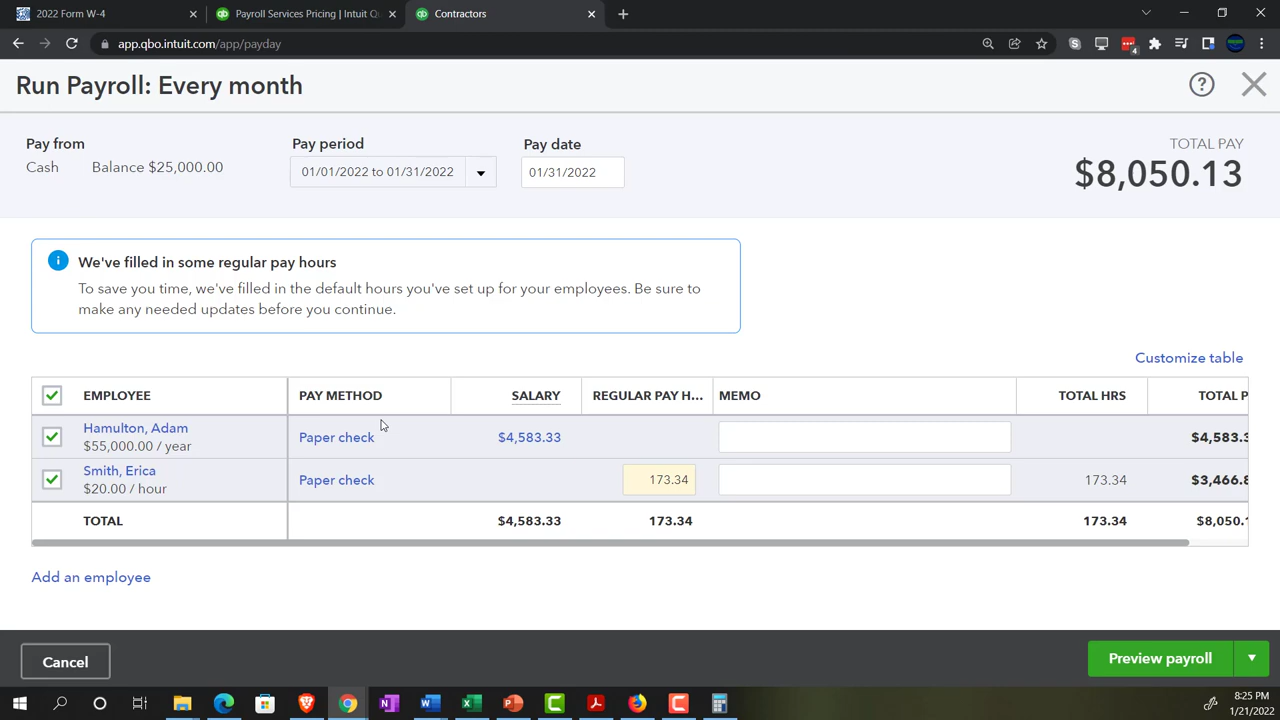 2022 Form W-4
Payroll Services Pricing | Intuit Qu
Contractors
app.qbo.intuit.com/app/payday
4
Run Payroll: Every month
Pay from
Cash Balance $25,000.00
Pay period
01/01/2022 to 01/31/2022
Pay date
01/31/2022
TOTAL PAY
$8,050.13
We've filled in some regular pay hours
To save you time, we've filled in the default hours you've set up for your employees. Be sure to
make any needed updates before you continue.
Customize table
EMPLOYEE PAY METHOD SALARY REGULAR PAY H... MEMO TOTAL HRS TOTAL P
Hamulton, Adam
$55,000.00 / year
Paper check $4,583.33 $4,583.3
Smith, Erica
$20.00 / hour
Paper check 173.34 173.34 $3,466.8
TOTAL $4,583.33 173.34 173.34 $8,050.1
Add an employee
Cancel
Preview payroll
8:25 PM
1/21/2022